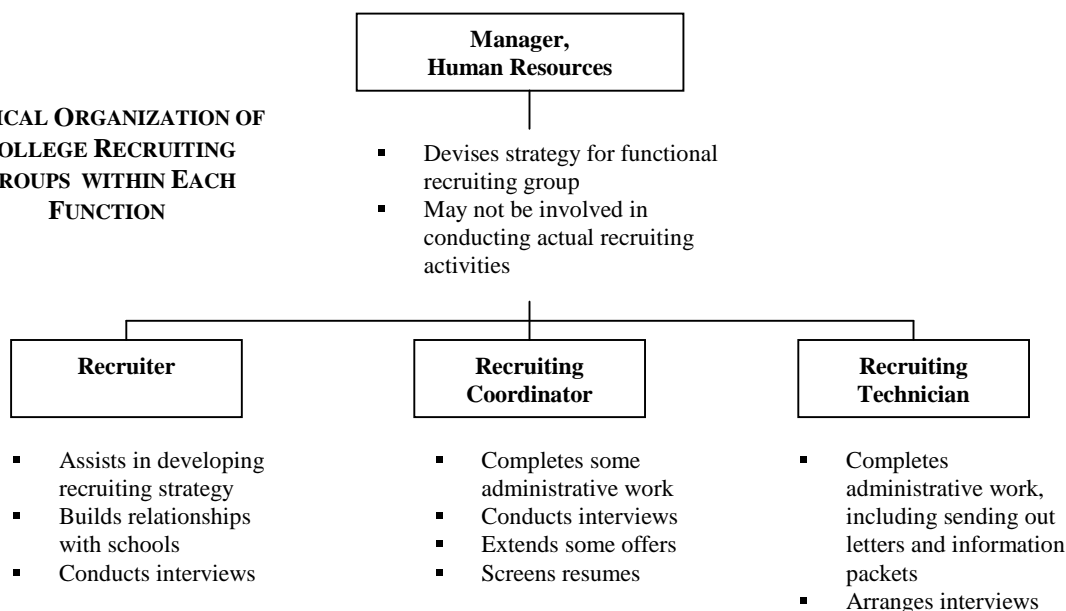 Manager,
Human Resources
ICAL ORGANIZATION OF
OLLEGE RECRUITING
ROUPS WITHIN EACH
FUNCTION
▪ Devises strategy for functional
recruiting group
▪ May not be involved in
conducting actual recruiting
activities
Recruiter
▪ Assists in developing
recruiting strategy
▪ Builds relationships
with schools
▪ Conducts interviews
Recruiting
Coordinator
▪ Completes some
administrative work
▪ Conducts interviews
▪ Extends some offers
▪ Screens resumes
Recruiting
Technician
▪ Completes
administrative work,
including sending out
letters and information
packets
▪ Arranges interviews